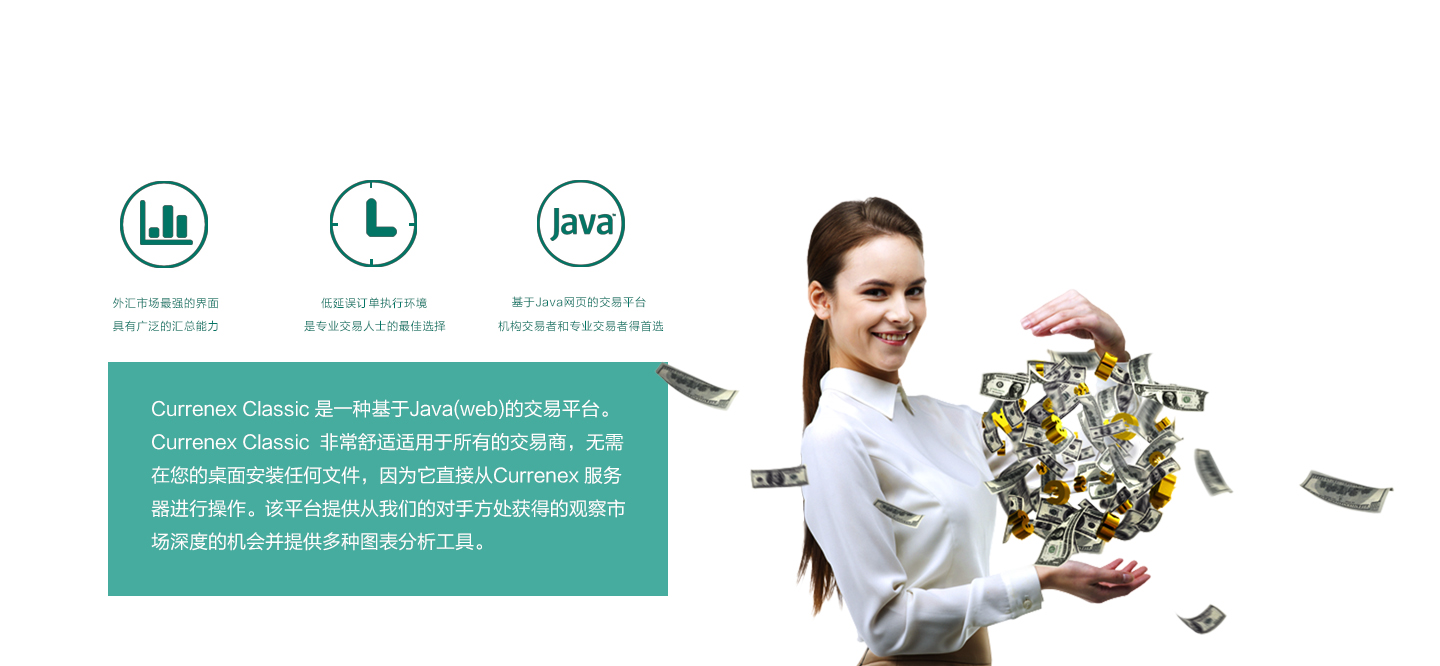 Java™
外汇市场最强的界面
具有广泛的汇总能力
低延误订单执行环境
是专业交易人士的最佳选择
基于Java网页的交易平台
机构交易者和专业交易者得首选
Currenex Classic 是一种基于Java(web)的交易平台。
Currenex Classic 非常舒适适用于所有的交易商，无需
在您的桌面安装任何文件，因为它直接从Currenex 服务
器进行操作。该平台提供从我们的对手方处获得的观察市
场深度的机会并提供多种图表分析工具。